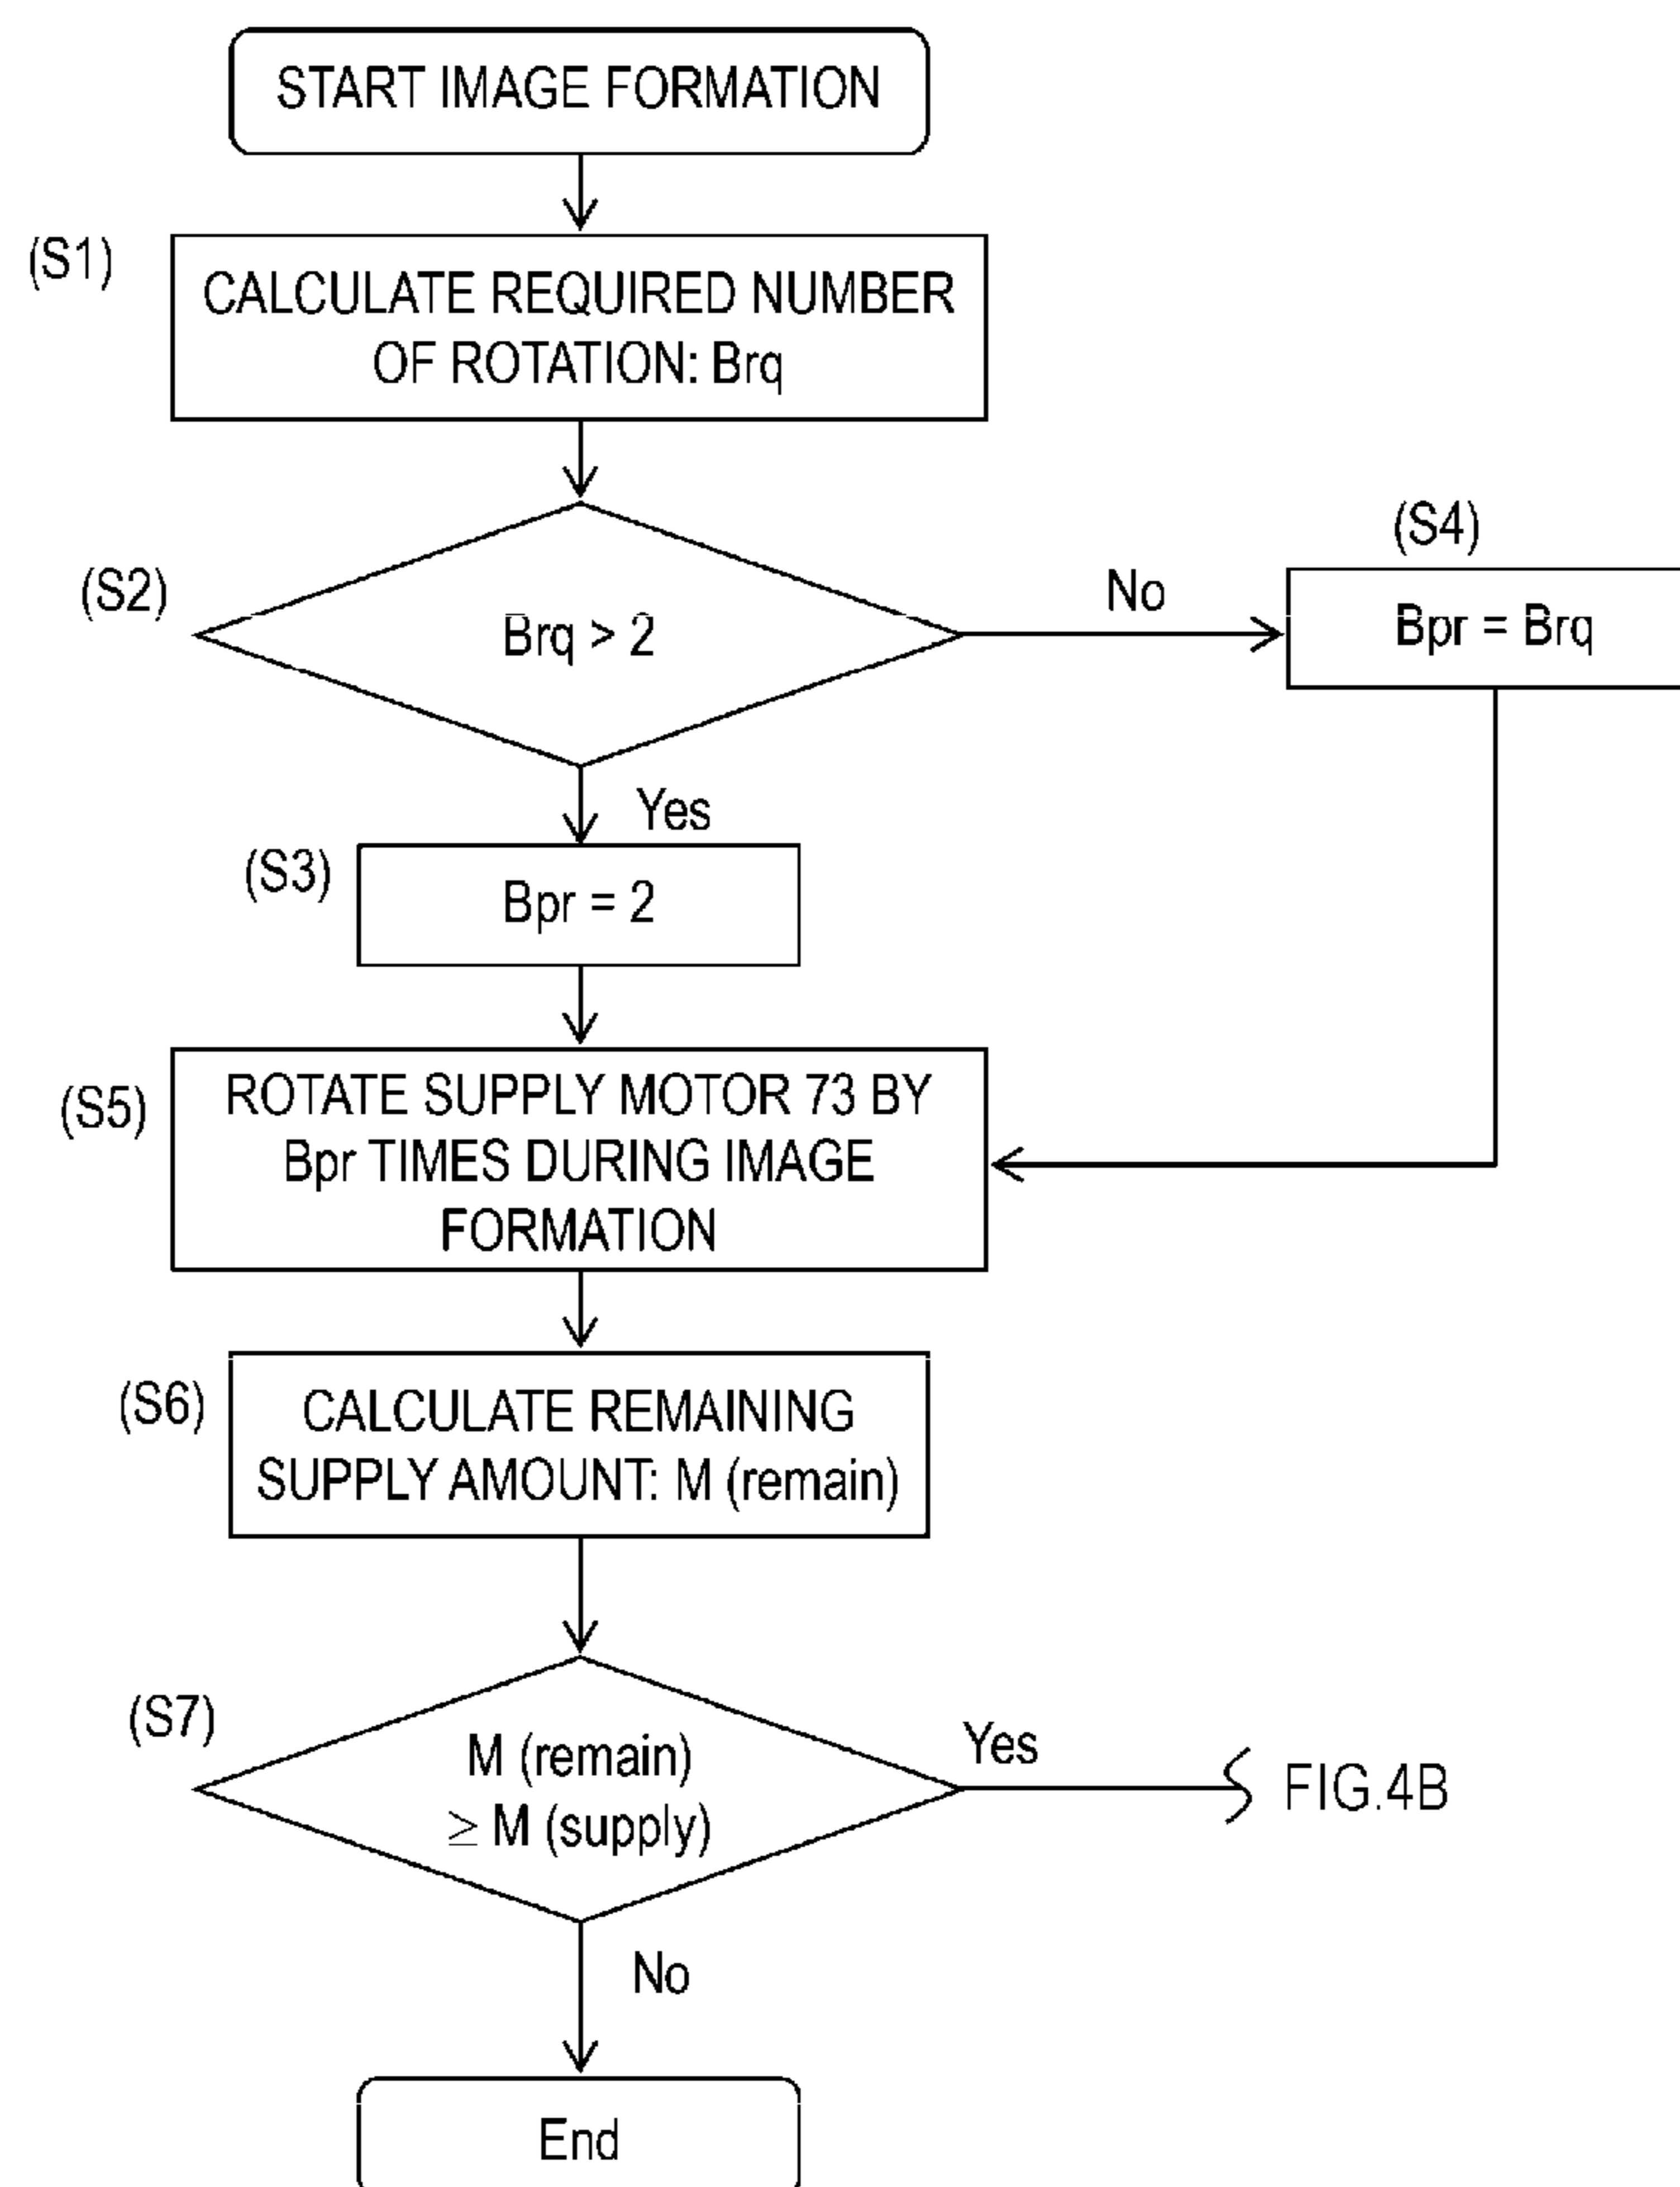 START IMAGE FORMATION
(S1)
CALCULATE REQUIRED NUMBER
OF ROTATION: Brq
(S2)
Brq > 2
No
(S4)
Bpr = Brq
Yes
(S3)
Bpr = 2
(S5)
ROTATE SUPPLY MOTOR 73 BY
Bpr TIMES DURING IMAGE
FORMATION
(S6)
CALCULATE REMAINING
SUPPLY AMOUNT: M (remain)
(S7)
M (remain)
≥ M (supply)
Yes
FIG.4B
No
End